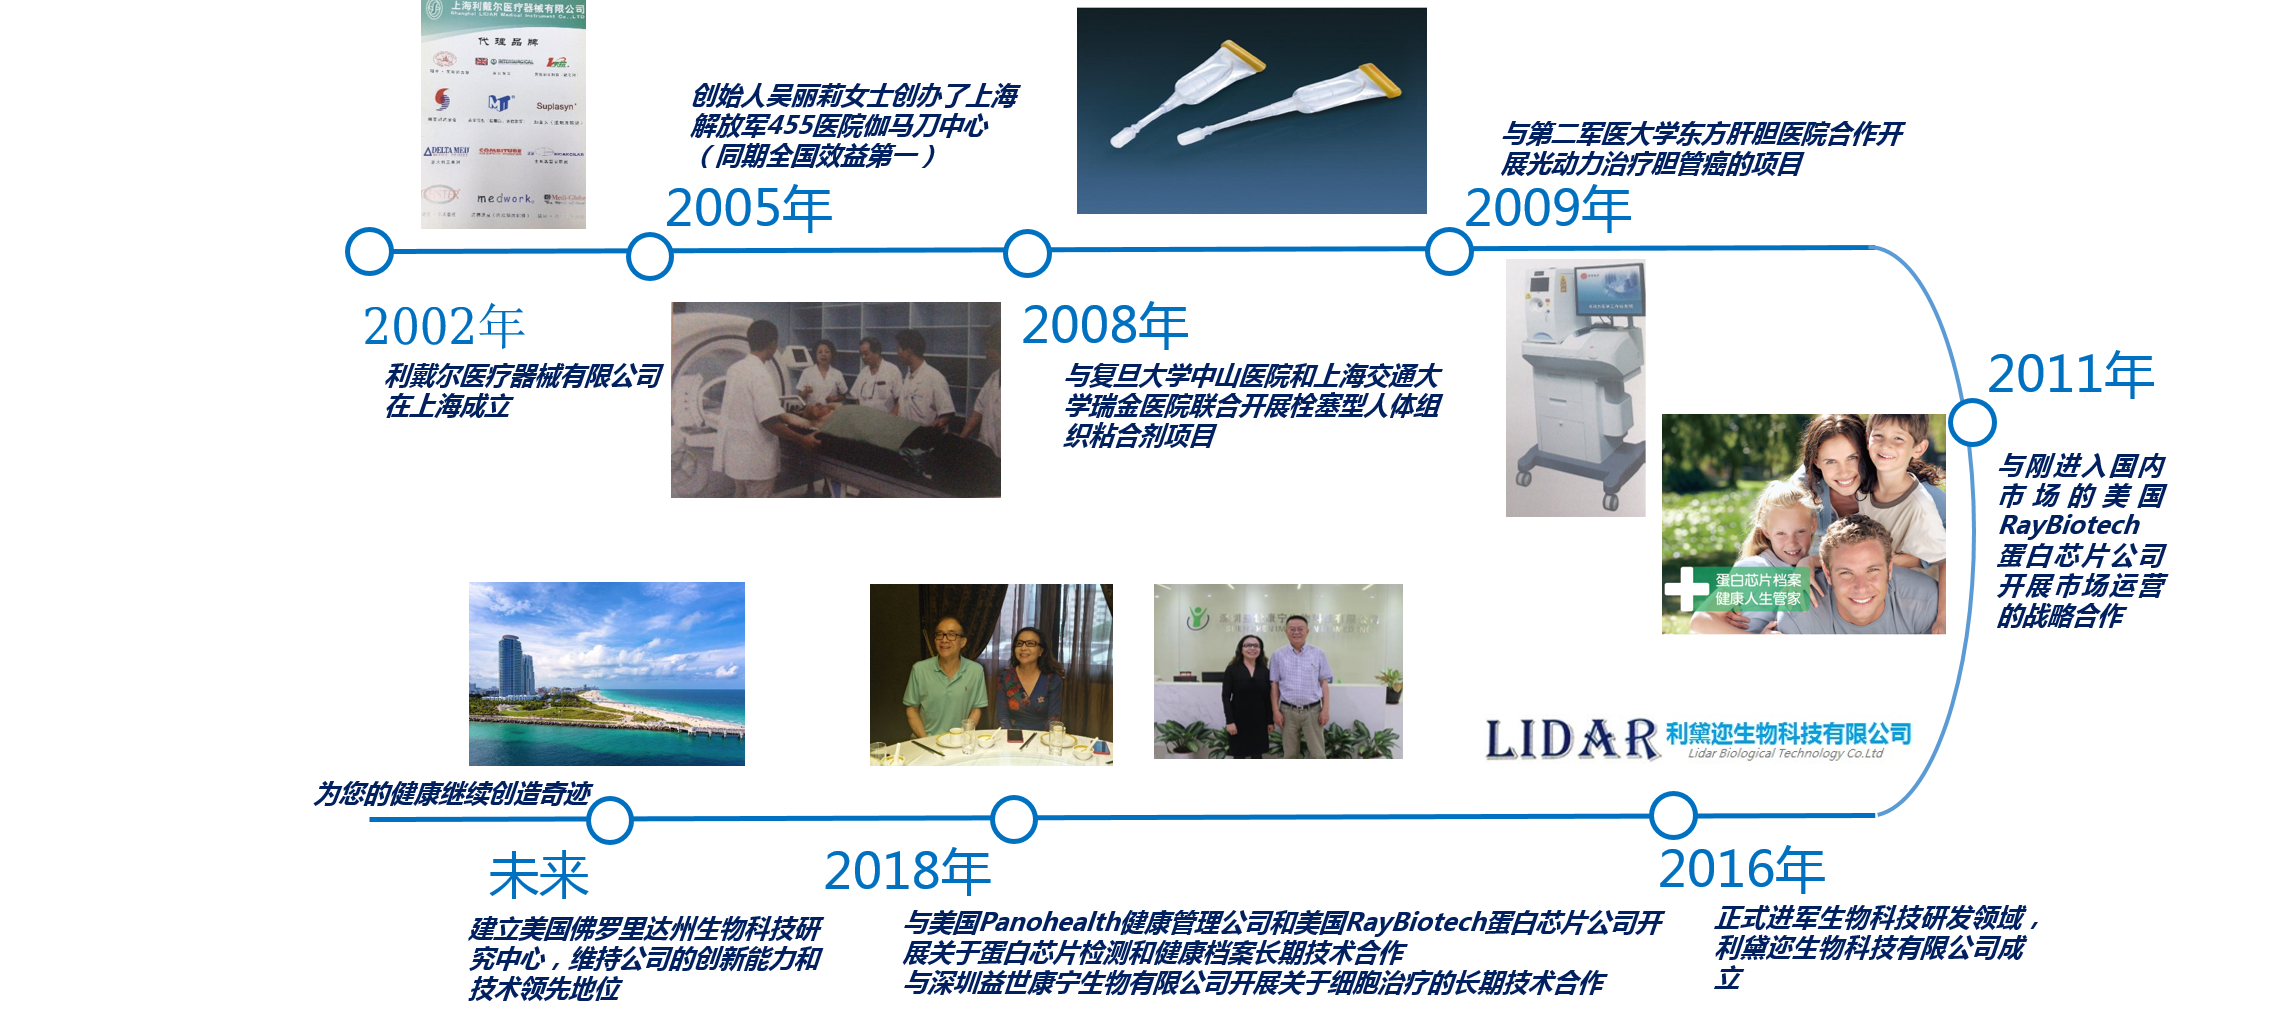 上海利戴尔医疗器械有限公司
Shanghai LIDAR Medical Instrument Co.,LTD
代理品牌
INTERSURGICAL
Suplasyn
DELTA MED
COMBITUBE
medwork
创始人吴丽莉女士创办了上海
解放军455医院伽马刀中心
（同期全国效益第一）
2005年
与第二军医大学东方肝胆医院合作开
展光动力治疗胆管癌的项目
2009年
2002年
利戴尔医疗器械有限公司
在上海成立
2008年
与复旦大学中山医院和上海交通大
学瑞金医院联合开展栓塞型人体组
织粘合剂项目
2011年
与刚进入国内
市场的美国
RayBiotech
蛋白芯片公司
开展市场运营
的战略合作
蛋白芯片档案
健康人生管家
LIDAR
利黛迩生物科技有限公司
Lidar Biological Technology Co.Ltd
2016年
正式进军生物科技研发领域，
利黛迩生物科技有限公司成
立
2018年
与美国Panohealth健康管理公司和美国RayBiotech蛋白芯片公司开
展关于蛋白芯片检测和健康档案长期技术合作
与深圳益世康宁生物有限公司开展关于细胞治疗的长期技术合作
为您的健康继续创造奇迹
未来
建立美国佛罗里达州生物科技研
究中心，维持公司的创新能力和
技术领先地位